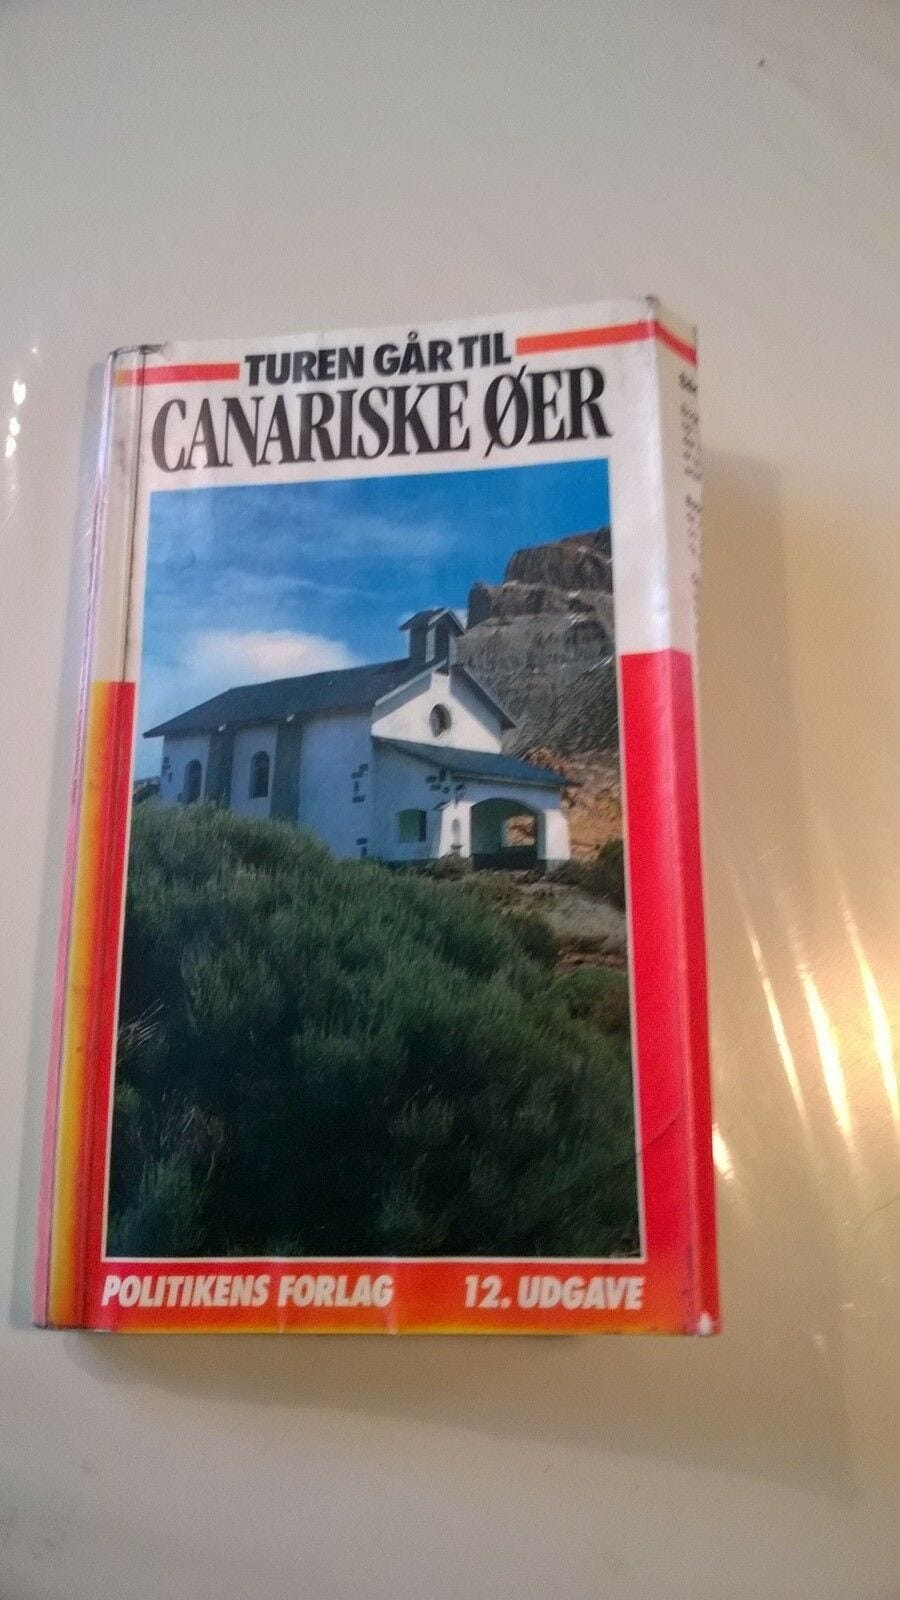 TUREN GÅR TIL
CANARISKE ØER
POLITIKENS FORLAG 12. UDGAVE